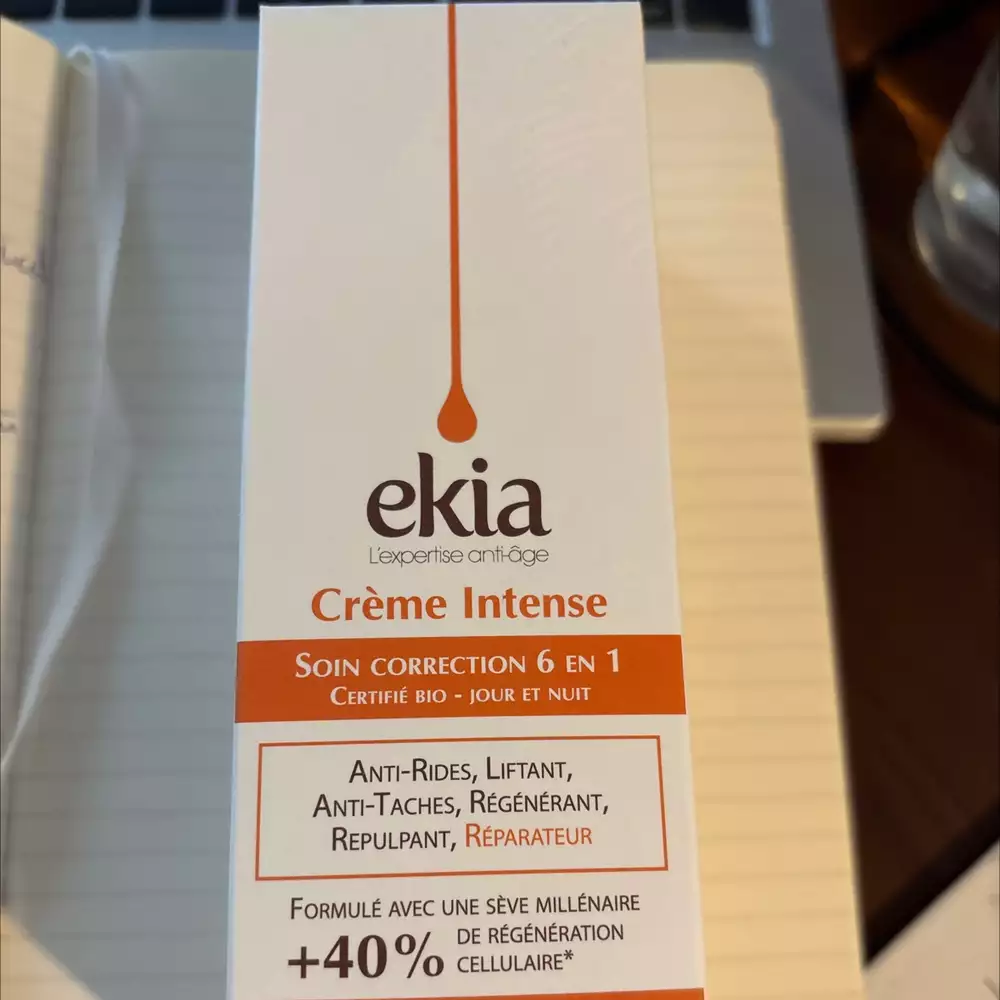 ekia
L'expertise anti-âge
Crème Intense
SOIN CORRECTION 6 EN 1
CERTIFIÉ BIO - JOUR ET NUIT
ANTI-RIDES, LIFTANT,
ANTI-TACHES, RÉGÉNÉRANT,
REPULPANT, RÉPARATEUR
FORMULÉ AVEC UNE SÈVE MILLÉNAIRE
+40% DE RÉGÉNÉRATION
CELLULAIRE*